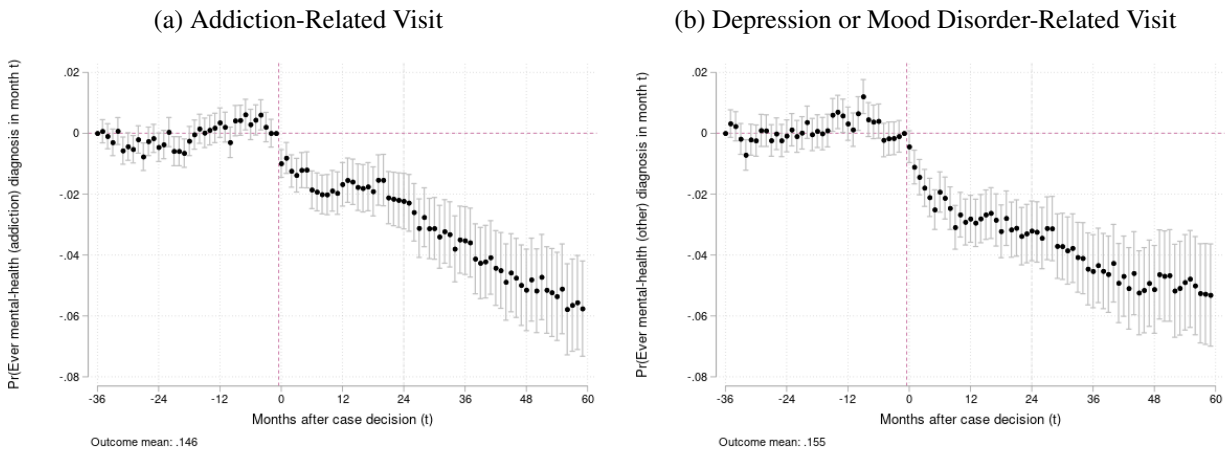 (a) Addiction-Related Visit
Pr(Ever mental-health (addiction) diagnosis in month t)
.02
0
-.02
-.04
-.06
-.08
-36 -24 -12 0 12 24 36 48 60
Months after case decision (t)
Outcome mean: .146
(b) Depression or Mood Disorder-Related Visit
Pr(Ever mental-health (other) diagnosis in month t)
.02
0
-.02
-.04
-.06
-.08
-36 -24 -12 0 12 24 36 48 60
Months after case decision (t)
Outcome mean: .155